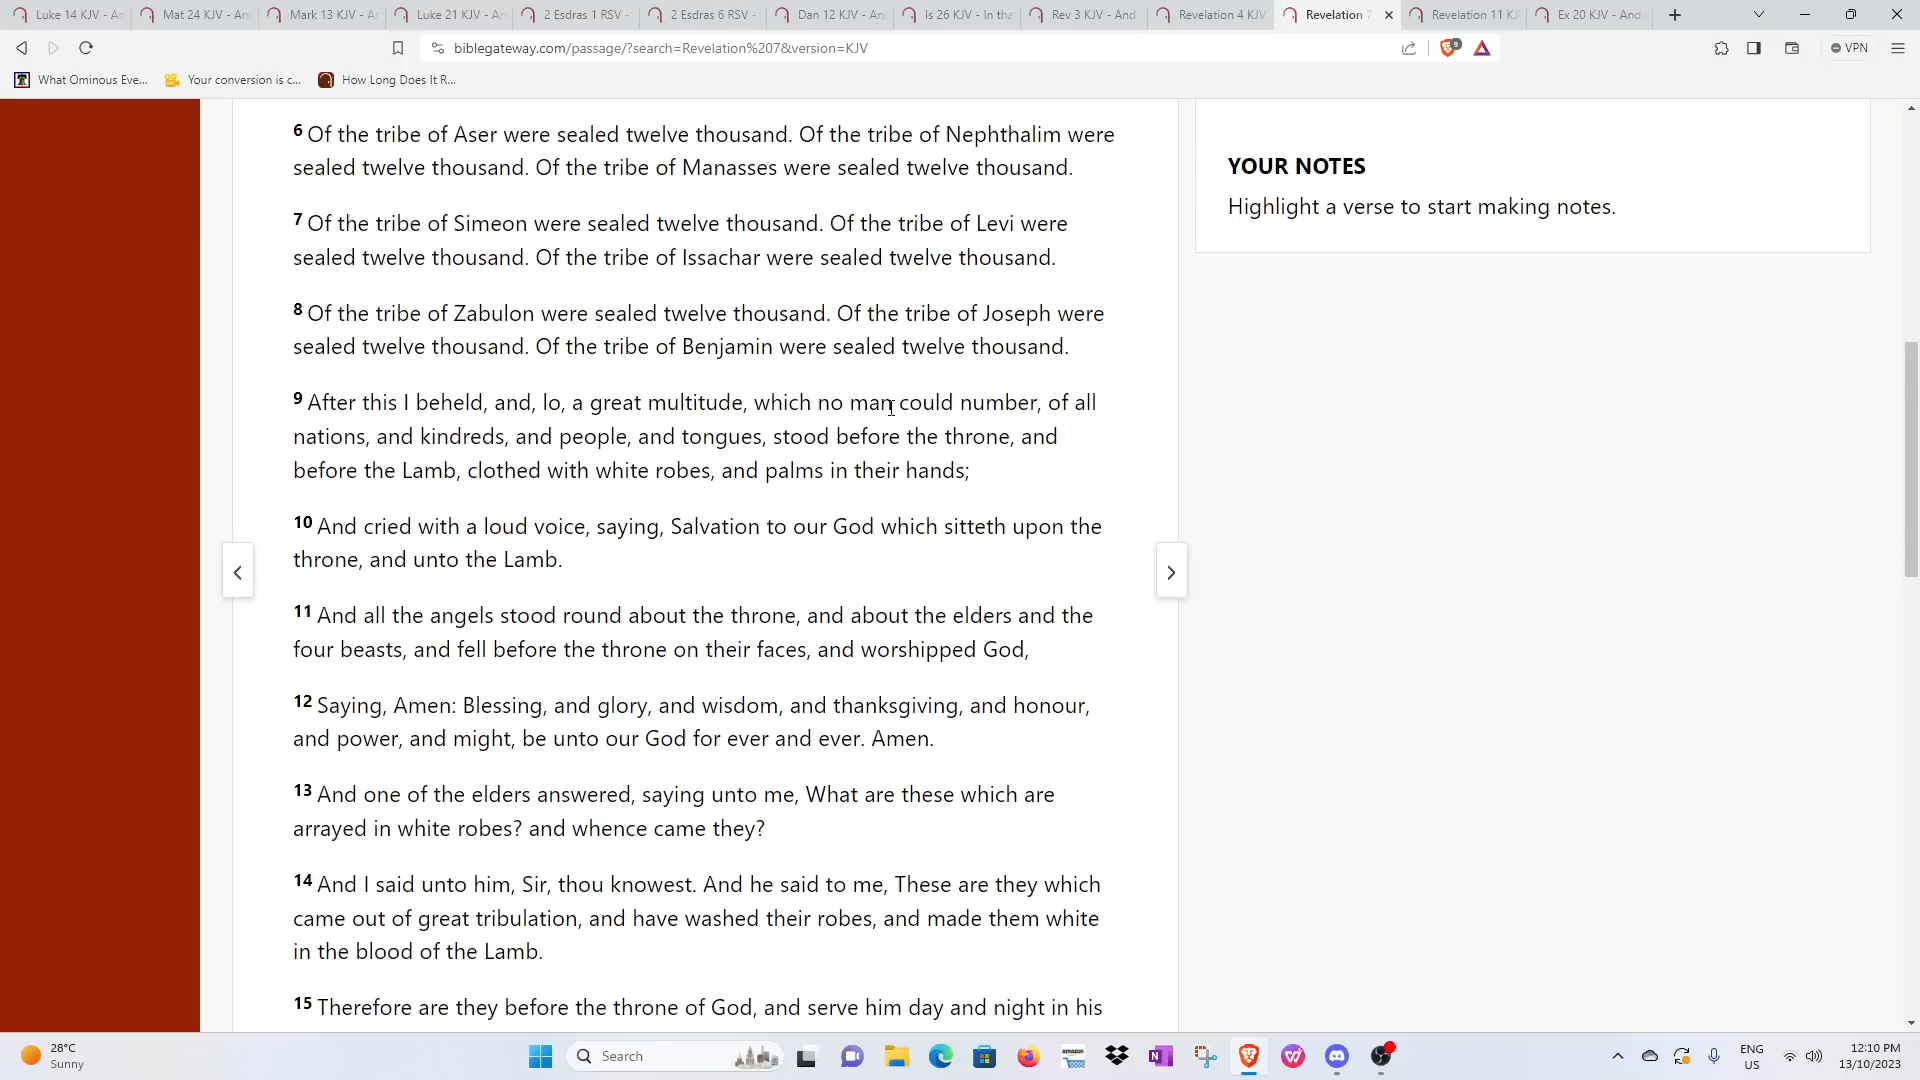 Luke 14 KJV - An
Mat 24 KJV - And
Mark 13 KJV - Ar
Luke 21 KJV - An
2 Esdras 1 RSV -
2 Esdras 6 RSV -
Dan 12 KJV - And
Is 26 KJV - In tha
Rev 3 KJV - And
Revelation 4 KJV
Revelation 7
Revelation 11 KJ
Ex 20 KJV - And
biblegateway.com/passage/?search=Revelation%207&version=KJV
9
VPN
What Ominous Eve...
Your conversion is c...
How Long Does It R...
6 Of the tribe of Aser were sealed twelve thousand. Of the tribe of Nephthalim were
sealed twelve thousand. Of the tribe of Manasses were sealed twelve thousand.
7 Of the tribe of Simeon were sealed twelve thousand. Of the tribe of Levi were
sealed twelve thousand. Of the tribe of Issachar were sealed twelve thousand.
8 Of the tribe of Zabulon were sealed twelve thousand. Of the tribe of Joseph were
sealed twelve thousand. Of the tribe of Benjamin were sealed twelve thousand.
9 After this I beheld, and, lo, a great multitude, which no man could number, of all
nations, and kindreds, and people, and tongues, stood before the throne, and
before the Lamb, clothed with white robes, and palms in their hands;
10 And cried with a loud voice, saying, Salvation to our God which sitteth upon the
throne, and unto the Lamb.
11 And all the angels stood round about the throne, and about the elders and the
four beasts, and fell before the throne on their faces, and worshipped God,
12 Saying, Amen: Blessing, and glory, and wisdom, and thanksgiving, and honour,
and power, and might, be unto our God for ever and ever. Amen.
13 And one of the elders answered, saying unto me, What are these which are
arrayed in white robes? and whence came they?
14 And I said unto him, Sir, thou knowest. And he said to me, These are they which
came out of great tribulation, and have washed their robes, and made them white
in the blood of the Lamb.
15 Therefore are they before the throne of God, and serve him day and night in his
YOUR NOTES
Highlight a verse to start making notes.
28°C
Sunny
Search
amazon
ENG
US
12:10 PM
13/10/2023